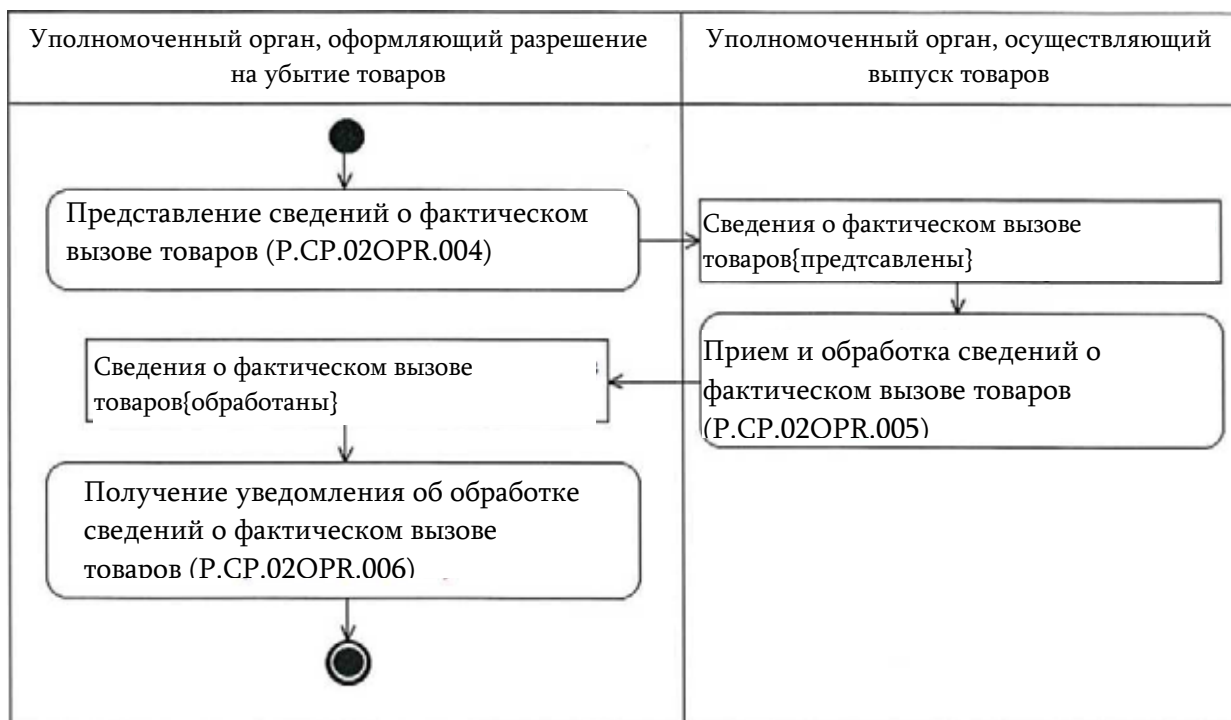 Уполномоченный орган, оформляющий разрешение
на убытие товаров
Уполномоченный орган, осуществляющий
выпуск товаров
Представление сведений о фактическом
вызове товаров (P.CP.02OPR.004)
Сведения о фактическом вызове
товаров{предтсавлены}
Прием и обработка сведений о
фактическом вызове товаров
(P.CP.02OPR.005)
Сведения о фактическом вызове
товаров{обработаны}
Получение уведомления об обработке
сведений о фактическом вызове
товаров (P.CP.02OPR.006)